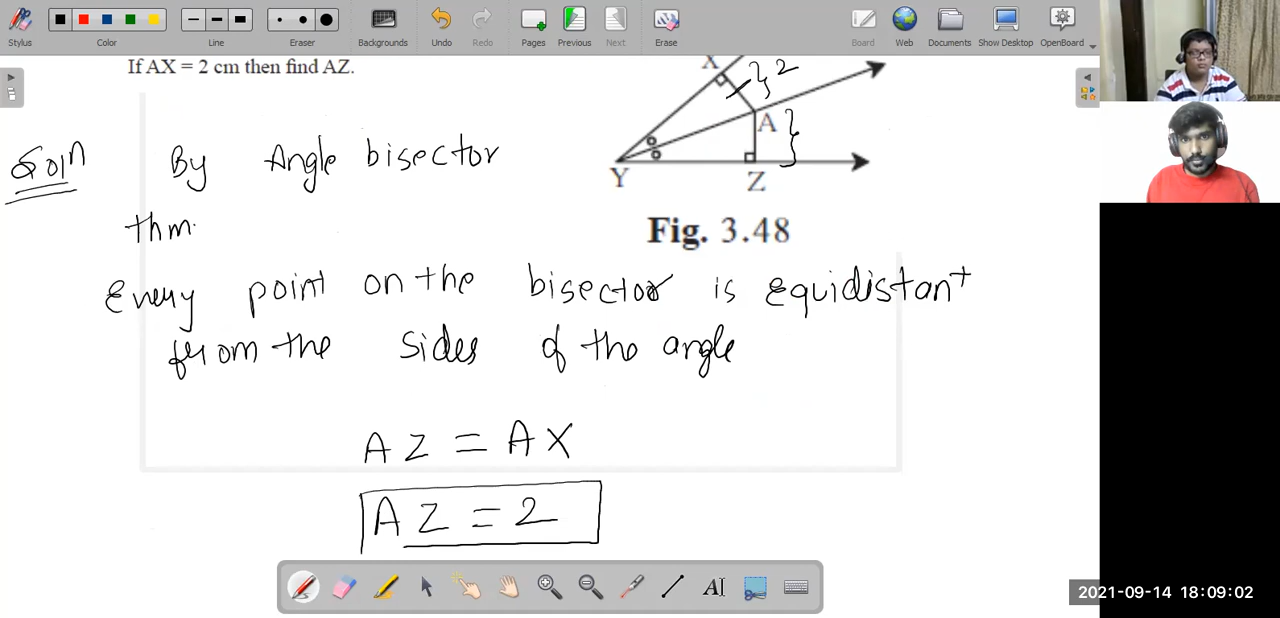 Stylus Color Line Eraser Backgrounds Undo Redo Pages Previous Next Erase Board Web Documents Show Desktop OpenBoard
If AX = 2 cm then find AZ.
X 2
A
Y Z
Fig. 3.48
Soln By Angle bisector
thm.
Every point on the bisector is equidistant
from the sides of the angle
AZ = AX
AZ = 2
AI
2021-09-14 18:09:02